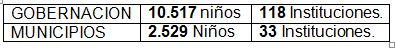 GOBERNACION 10.517 niños 118 Instituciones.
MUNICIPIOS 2.529 Niños 33 Instituciones.